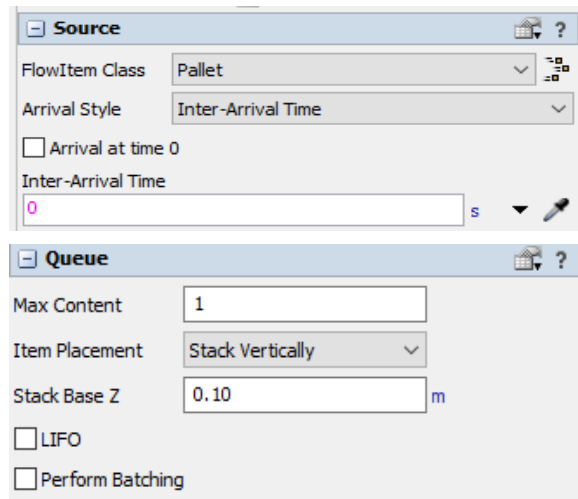 Source ?
FlowItem Class Pallet
Arrival Style Inter-Arrival Time
Arrival at time 0
Inter-Arrival Time
0 s
Queue ?
Max Content 1
Item Placement Stack Vertically
Stack Base Z 0.10 m
LIFO
Perform Batching